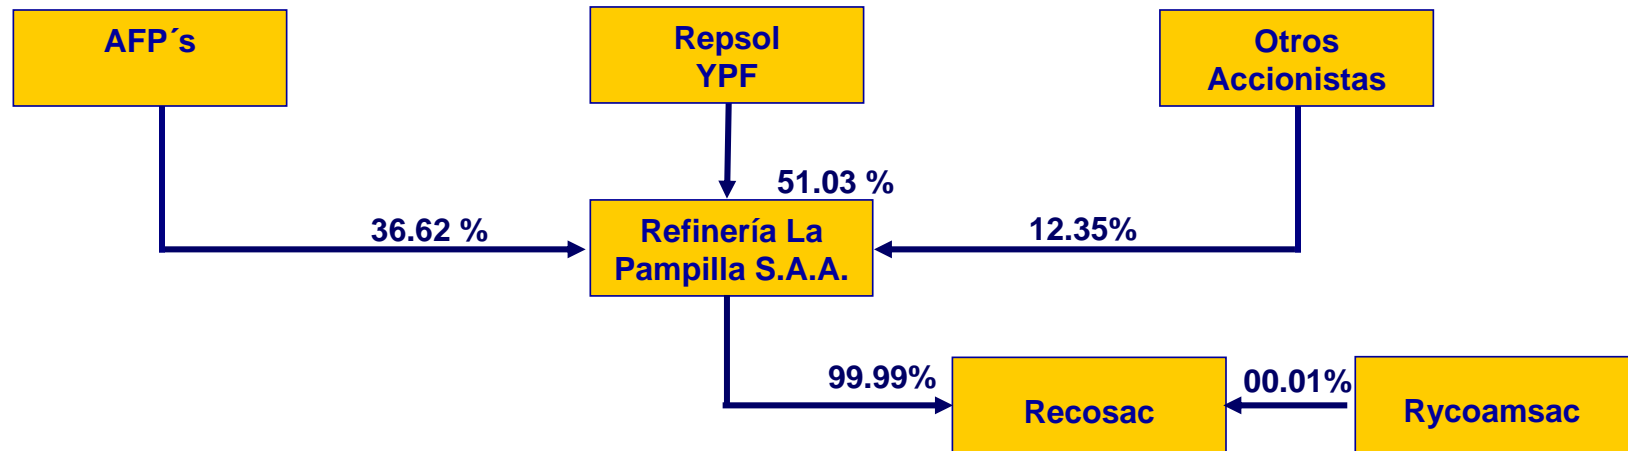 AFP´s
Repsol
YPF
Otros
Accionistas
51.03 %
36.62 %
Refinería La
Pampilla S.A.A.
12.35%
99.99%
00.01%
Recosac
Rycoamsac